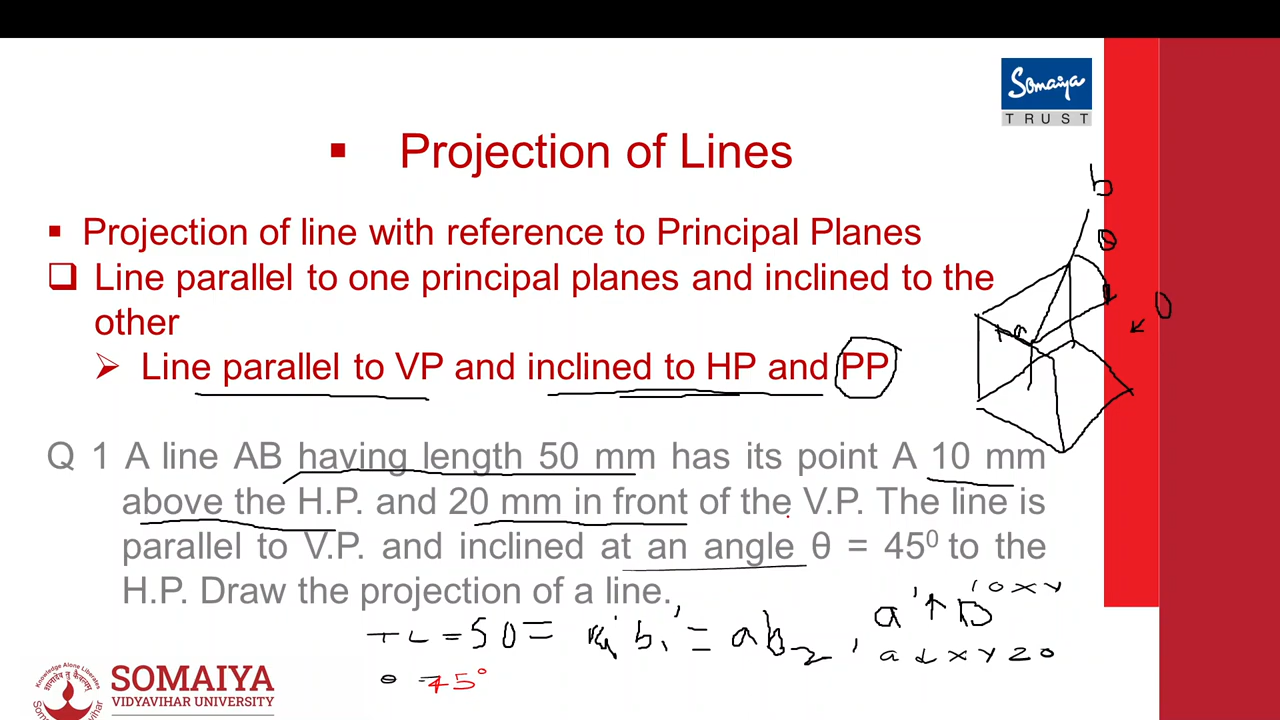 Somaiya
TRUST
▪ Projection of Lines
▪ Projection of line with reference to Principal Planes
❑ Line parallel to one principal planes and inclined to the
other
➢ Line parallel to VP and inclined to HP and PP
Q 1 A line AB having length 50 mm has its point A 10 mm
above the H.P. and 20 mm in front of the V.P. The line is
parallel to V.P. and inclined at an angle θ = 45⁰ to the
H.P. Draw the projection of a line.
b
θ
TL = 50 = b₁' = ab₂ , a' ↑ 10 x y
a ↓ x y 20
θ = 45°
SOMAIYA
VIDYAVIHAR UNIVERSITY